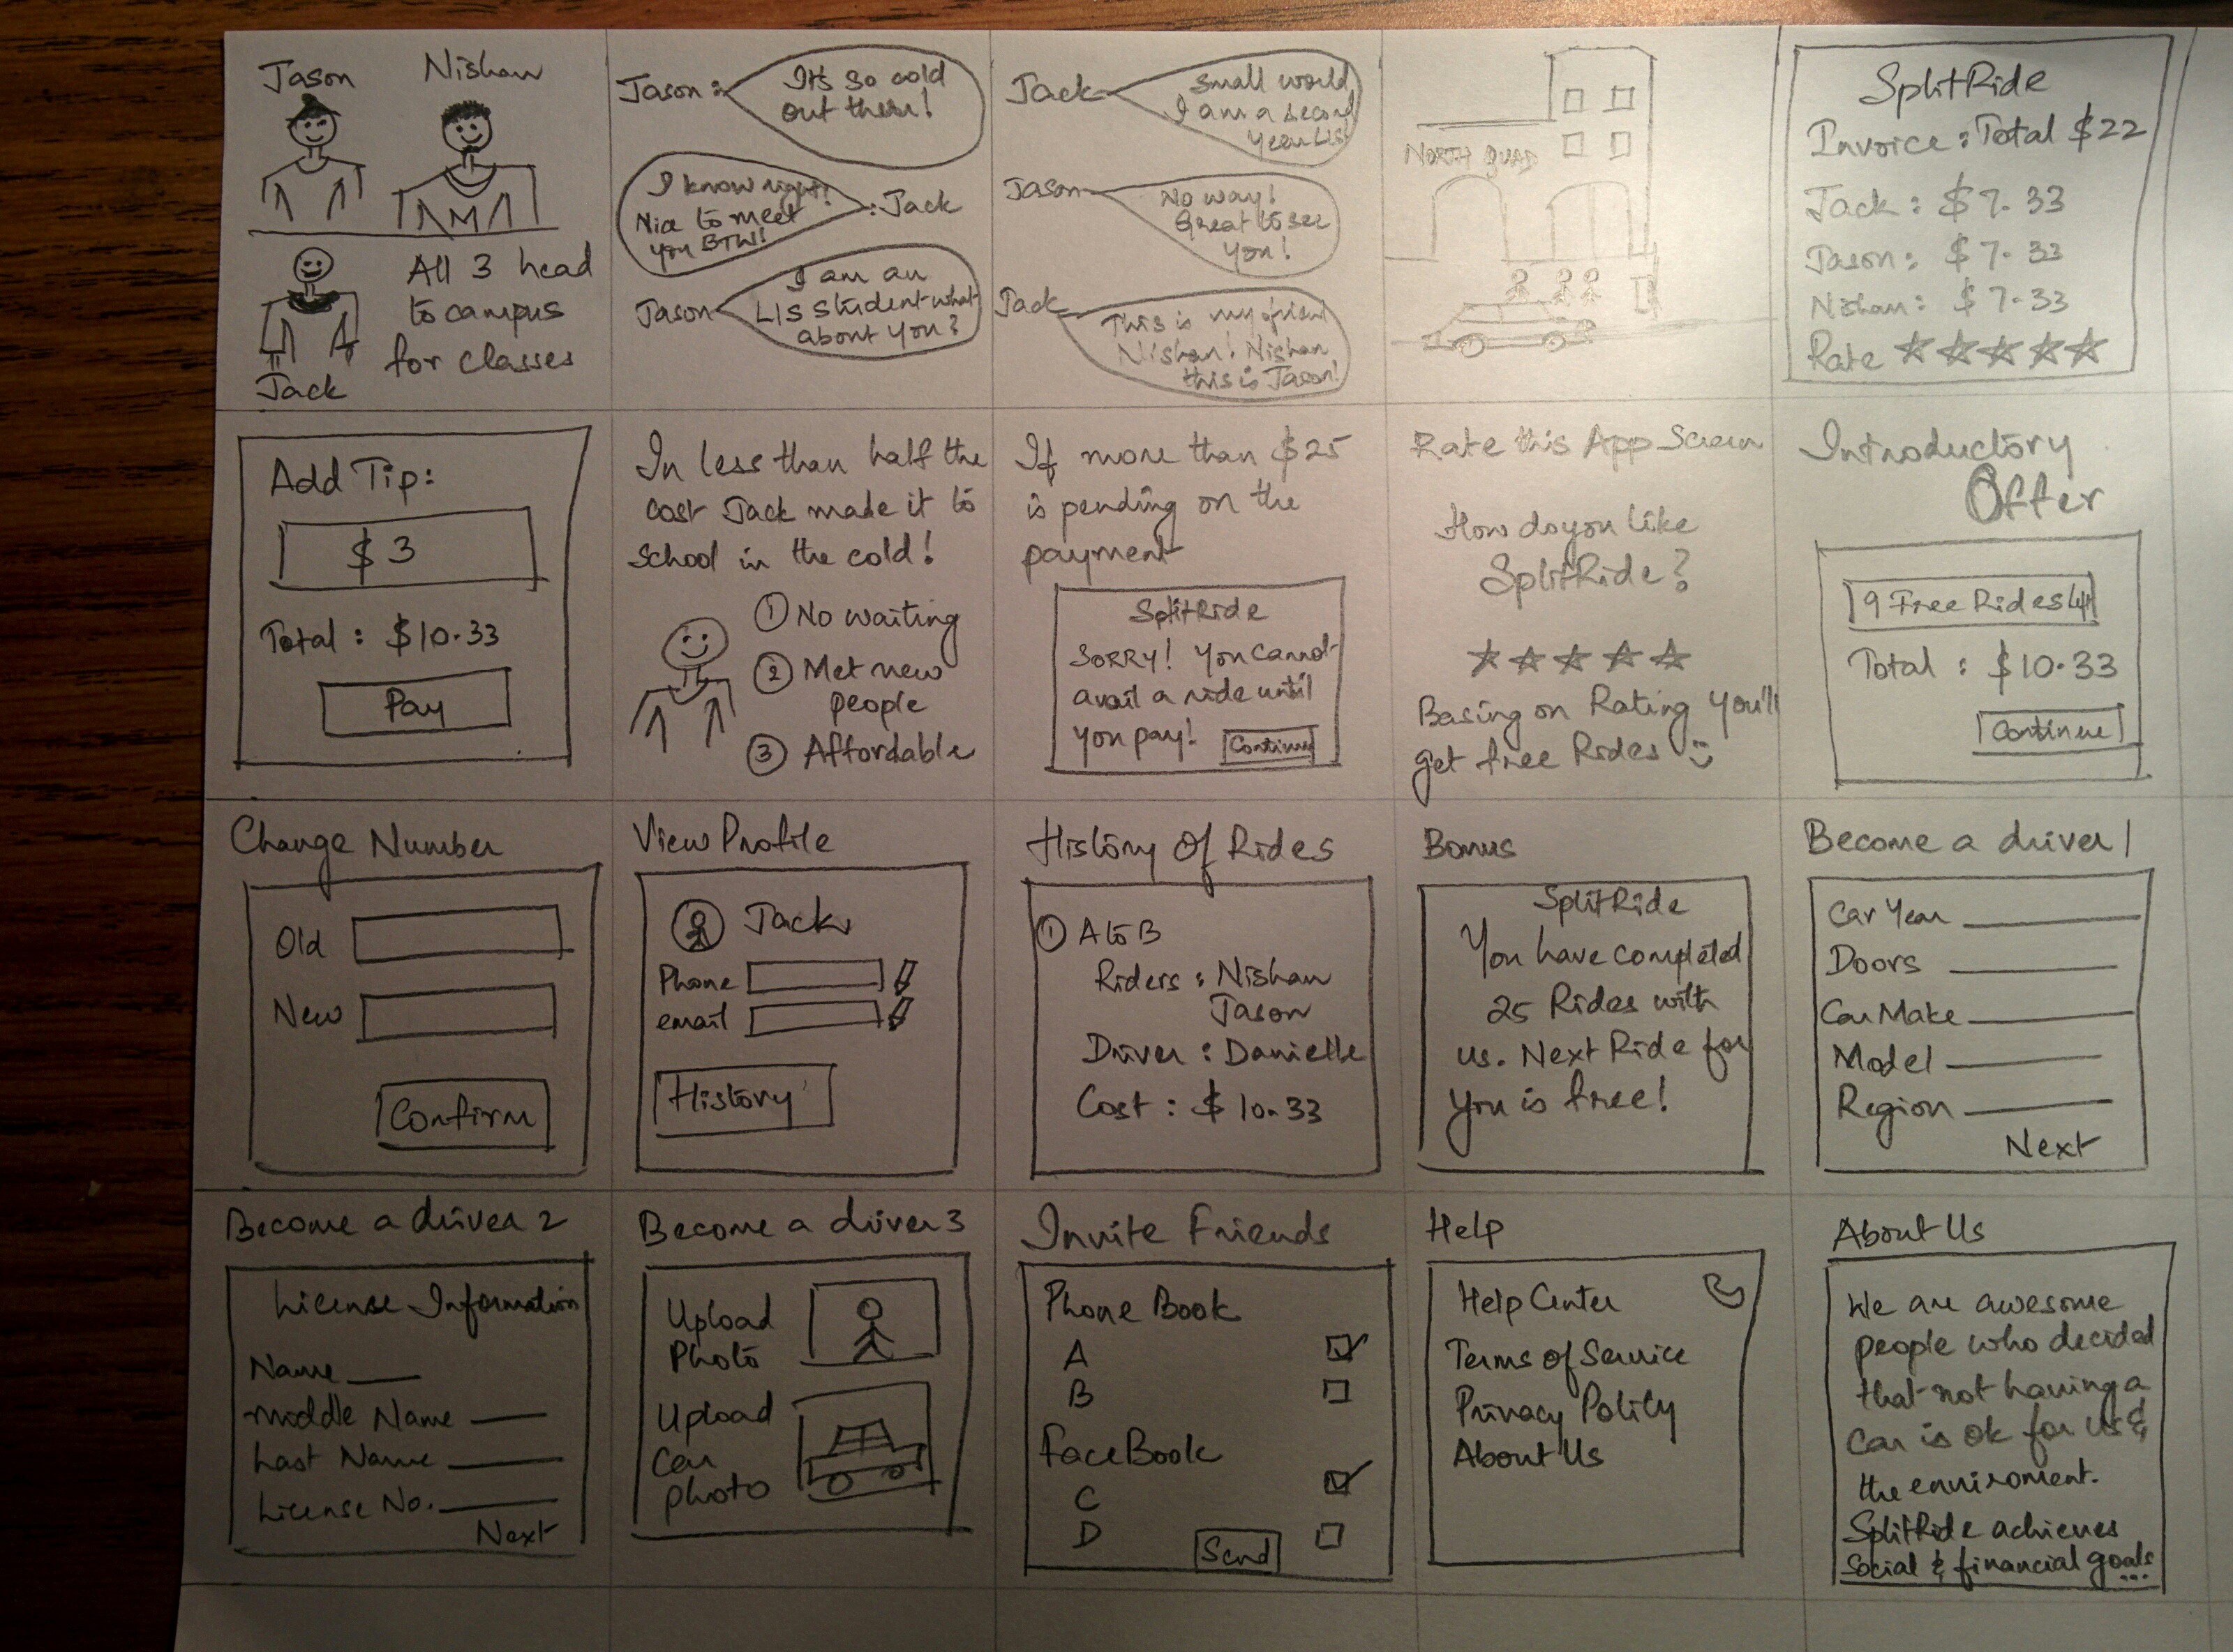 Jason Nishan
All 3 head
to campus
for classes
Jack
Jason:
It's so cold
out there!
I know right!
Nice to meet
you BTW!
:Jack
Jason
I am an
LIS student-what
about you?
Jack
Small world
I am a second
year LIS!
Jason
No way!
Great to see
you!
Jack
This is my friend
Nishan! Nishan
this is Jason!
NORTH QUAD
SplitRide
Invoice: Total $22
Jack: $7.33
Jason: $7.33
Nishan: $7.33
Rate
Add Tip:
$3
Total: $10.33
Pay
In less than half the
cost Jack made it to
school in the cold!
① No waiting
② Met new
people
③ Affordable
If more than $25
is pending on the
payment
SplitRide
SORRY! You cannot
avail a ride until
you pay!
Continue
Rate this App Screen
How do you like
SplitRide?
Basing on Rating you'll
get free Rides
Introductory
Offer
9 Free Rides left
Total: $10.33
Continue
Change Number
Old
New
Confirm
View Profile
Jack
Phone
email
History
History Of Rides
① A to B
Riders: Nishan
Jason
Driver: Danielle
Cost: $10.33
Bonus
SplitRide
You have completed
25 Rides with
us. Next Ride for
you is free!
Become a driver 1
Car Year
Doors
Car Make
Model
Region
Next
Become a driver 2
License Information
Name
Middle Name
Last Name
License No.
Next
Become a driver 3
Upload
Photo
Upload
Car
photo
Invite Friends
Phone Book
A
B
FaceBook
C
D
Send
Help
Help Center
Terms of Service
Privacy Policy
About Us
About Us
We are awesome
people who decided
that not having a
car is ok for us &
the enviroment.
SplitRide achieves
social & financial goals...